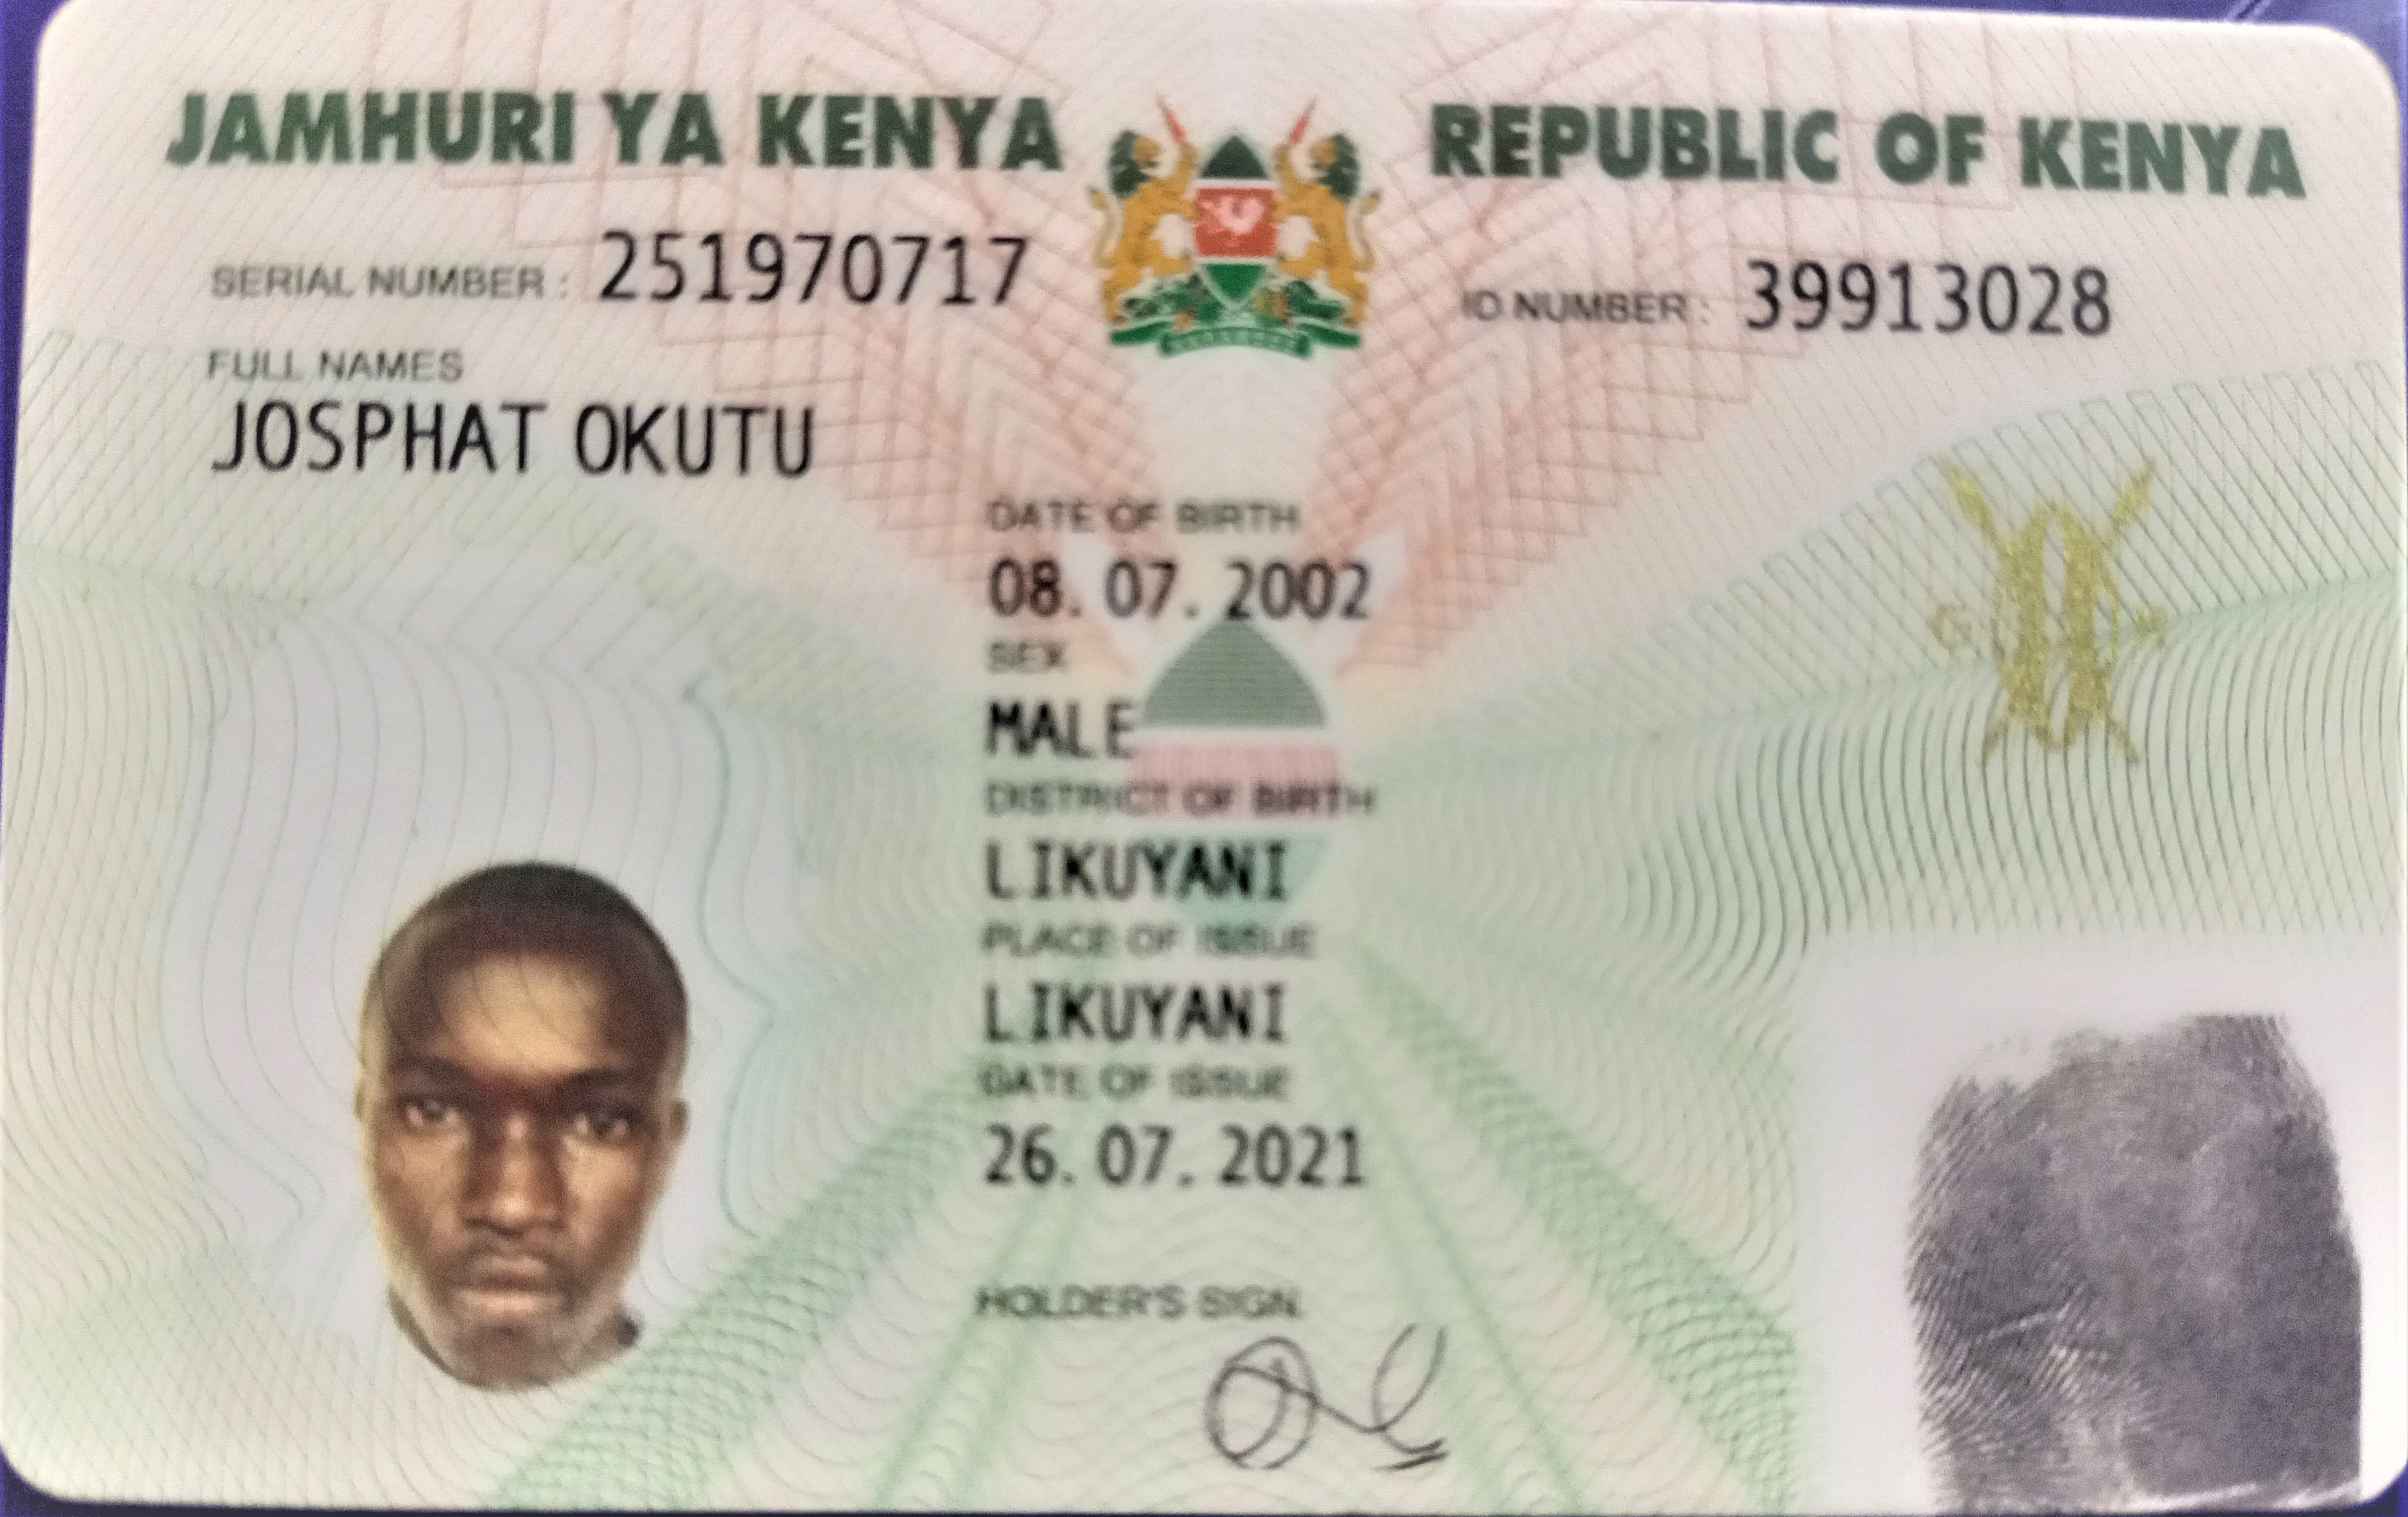 JAMHURI YA KENYA REPUBLIC OF KENYA
SERIAL NUMBER : 251970717 ID NUMBER : 39913028
FULL NAMES
JOSPHAT OKUTU
DATE OF BIRTH
08. 07. 2002
SEX
MALE
DISTRICT OF BIRTH
LIKUYANI
PLACE OF ISSUE
LIKUYANI
DATE OF ISSUE
26. 07. 2021
HOLDER'S SIGN.